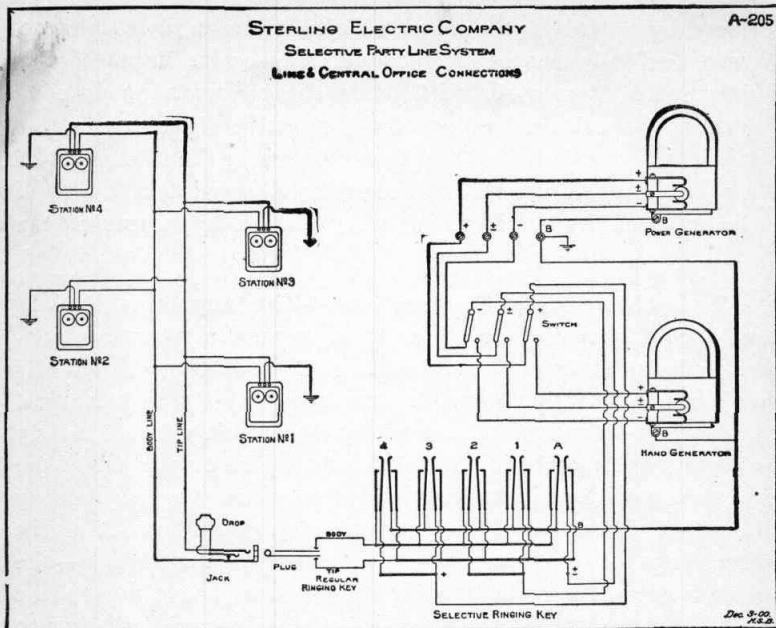 A-205
STERLING ELECTRIC COMPANY
SELECTIVE PARTY LINE SYSTEM
LINE & CENTRAL OFFICE CONNECTIONS
STATION Nº4
STATION Nº3
STATION Nº2
STATION Nº1
BODY LINE
TIP LINE
DROP
JACK
PLUG
BODY
TIP
REGULAR
RINGING KEY
+
±
-
B
POWER GENERATOR
+
±
-
B
-
±
+
SWITCH
+
±
-
B
HAND GENERATOR
4 3 2 1 A
B
+
-
±
SELECTIVE RINGING KEY
Dec. 3-00.